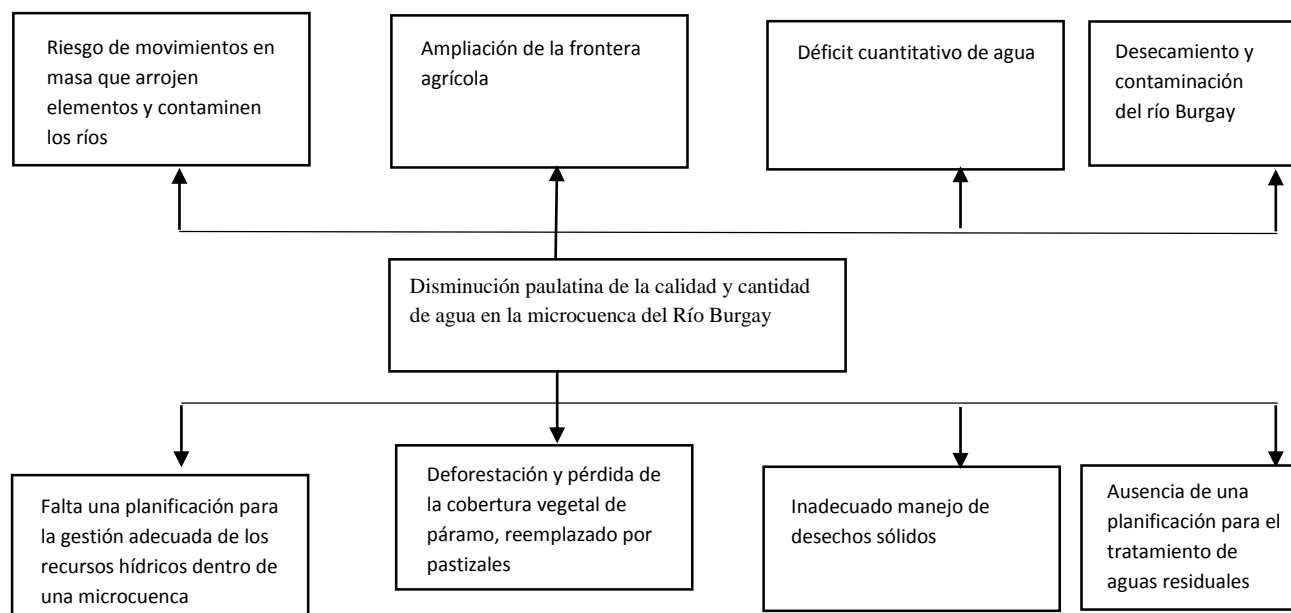 Riesgo de movimientos en
masa que arrojen
elementos y contaminen
los ríos
Ampliación de la frontera
agrícola
Déficit cuantitativo de agua
Desecamiento y
contaminación
del río Burgay
Disminución paulatina de la calidad y cantidad
de agua en la microcuenca del Río Burgay
Falta una planificación para
la gestión adecuada de los
recursos hídricos dentro de
una microcuenca
Deforestación y pérdida de
la cobertura vegetal de
páramo, reemplazado por
pastizales
Inadecuado manejo de
desechos sólidos
Ausencia de una
planificación para el
tratamiento de
aguas residuales